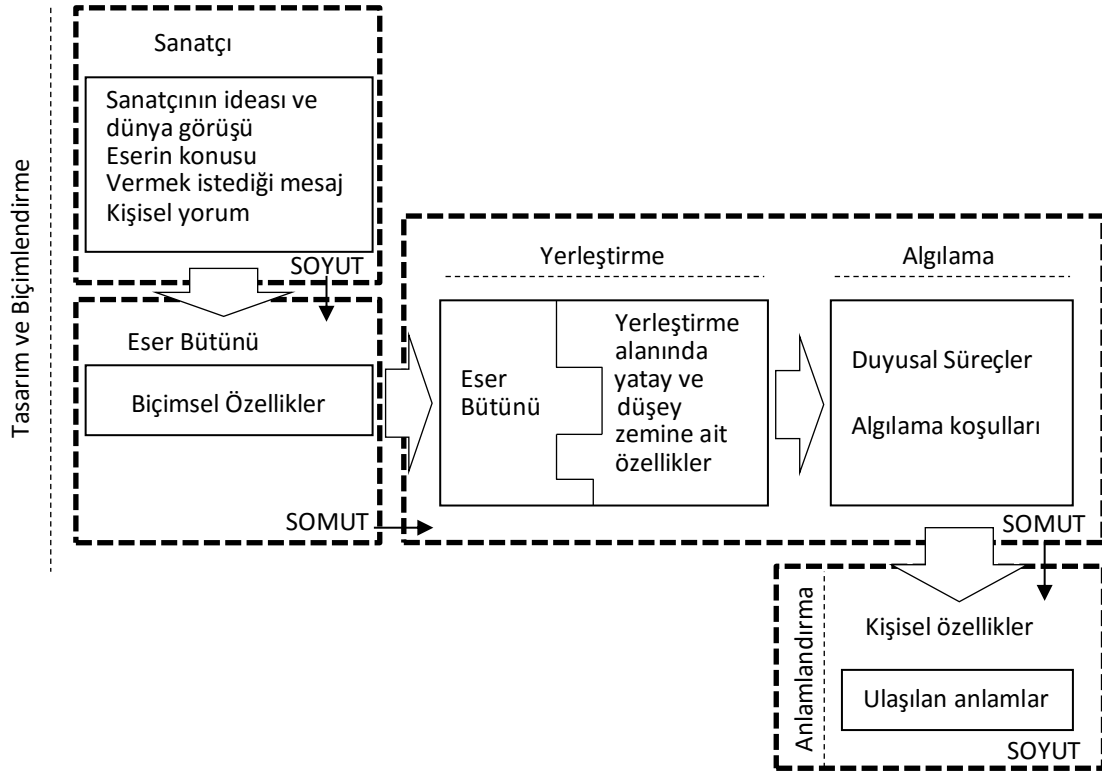 Tasarım ve Biçimlendirme
Sanatçı
Sanatçının ideası ve
dünya görüşü
Eserin konusu
Vermek istediği mesaj
Kişisel yorum
SOYUT
Eser Bütünü
Biçimsel Özellikler
SOMUT
Yerleştirme
Eser
Bütünü
Yerleştirme
alanında
yatay ve
düşey
zemine ait
özellikler
Algılama
Duyusal Süreçler
Algılama koşulları
SOMUT
Anlamlandırma
Kişisel özellikler
Ulaşılan anlamlar
SOYUT